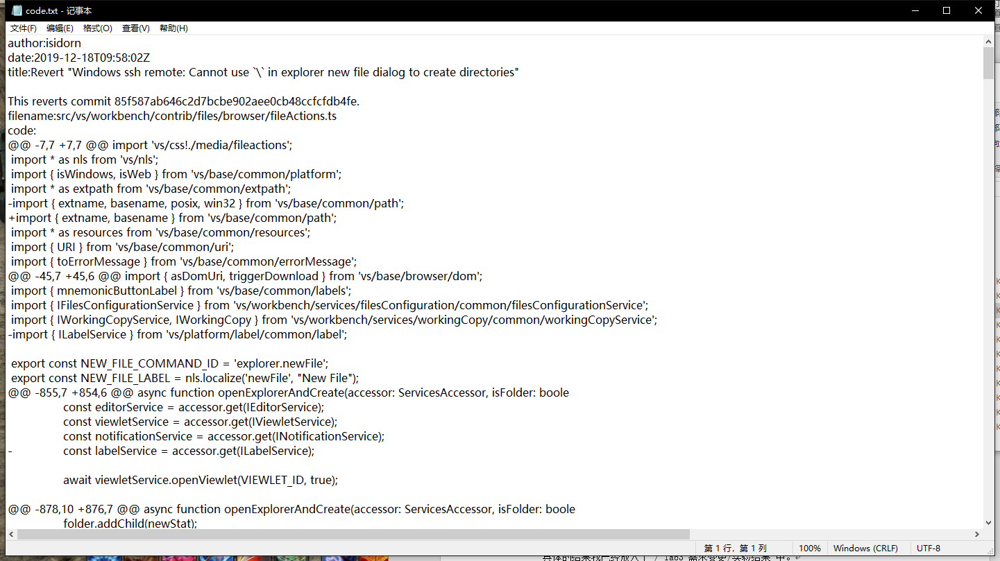 code.txt - 记事本
文件(F) 编辑(E) 格式(O) 查看(V) 帮助(H)
author:isidorn
date:2019-12-18T09:58:02Z
title:Revert "Windows ssh remote: Cannot use `\` in explorer new file dialog to create directories"
This reverts commit 85f587ab646c2d7bcbe902aee0cb48ccfcfdb4fe.
filename:src/vs/workbench/contrib/files/browser/fileActions.ts
code:
@@ -7,7 +7,7 @@ import 'vs/css!./media/fileactions';
 import * as nls from 'vs/nls';
 import { isWindows, isWeb } from 'vs/base/common/platform';
 import * as extpath from 'vs/base/common/extpath';
-import { extname, basename, posix, win32 } from 'vs/base/common/path';
+import { extname, basename } from 'vs/base/common/path';
 import * as resources from 'vs/base/common/resources';
 import { URI } from 'vs/base/common/uri';
 import { toErrorMessage } from 'vs/base/common/errorMessage';
@@ -45,7 +45,6 @@ import { asDomUri, triggerDownload } from 'vs/base/browser/dom';
 import { mnemonicButtonLabel } from 'vs/base/common/labels';
 import { IFilesConfigurationService } from 'vs/workbench/services/filesConfiguration/common/filesConfigurationService';
 import { IWorkingCopyService, IWorkingCopy } from 'vs/workbench/services/workingCopy/common/workingCopyService';
-import { ILabelService } from 'vs/platform/label/common/label';
 export const NEW_FILE_COMMAND_ID = 'explorer.newFile';
 export const NEW_FILE_LABEL = nls.localize('newFile', "New File");
@@ -855,7 +854,6 @@ async function openExplorerAndCreate(accessor: ServicesAccessor, isFolder: boole
 	const editorService = accessor.get(IEditorService);
 	const viewletService = accessor.get(IViewletService);
 	const notificationService = accessor.get(INotificationService);
-	const labelService = accessor.get(ILabelService);
 	await viewletService.openViewlet(VIEWLET_ID, true);
@@ -878,10 +876,7 @@ async function openExplorerAndCreate(accessor: ServicesAccessor, isFolder: boole
 	folder.addChild(newStat);
第 1 行，第 1 列 100% Windows (CRLF) UTF-8